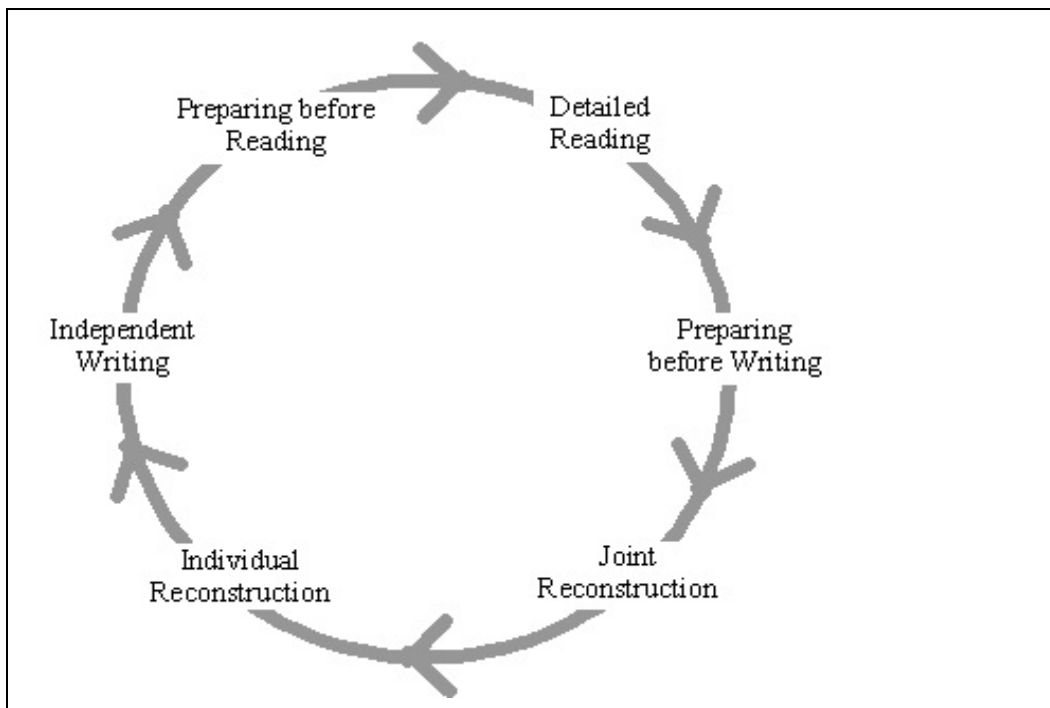 Preparing before
Reading
Detailed
Reading
Preparing
before Writing
Joint
Reconstruction
Individual
Reconstruction
Independent
Writing